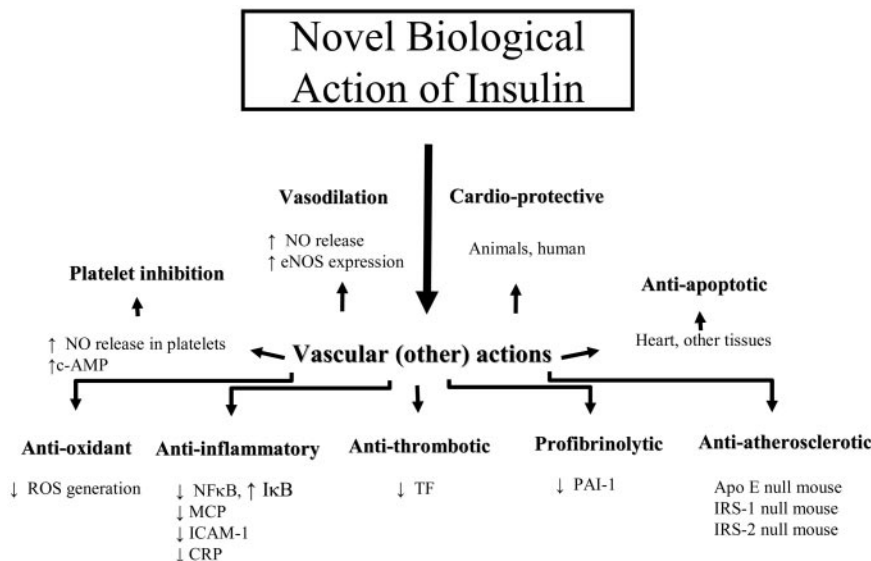 Novel Biological
Action of Insulin
Vasodilation
↑ NO release
↑ eNOS expression
Cardio-protective
Animals, human
Platelet inhibition
↑ NO release in platelets
↑c-AMP
Anti-apoptotic
Heart, other tissues
Vascular (other) actions
Anti-oxidant
↓ ROS generation
Anti-inflammatory
↓ NFκB, ↑ IκB
↓ MCP
↓ ICAM-1
↓ CRP
Anti-thrombotic
↓ TF
Profibrinolytic
↓ PAI-1
Anti-atherosclerotic
Apo E null mouse
IRS-1 null mouse
IRS-2 null mouse